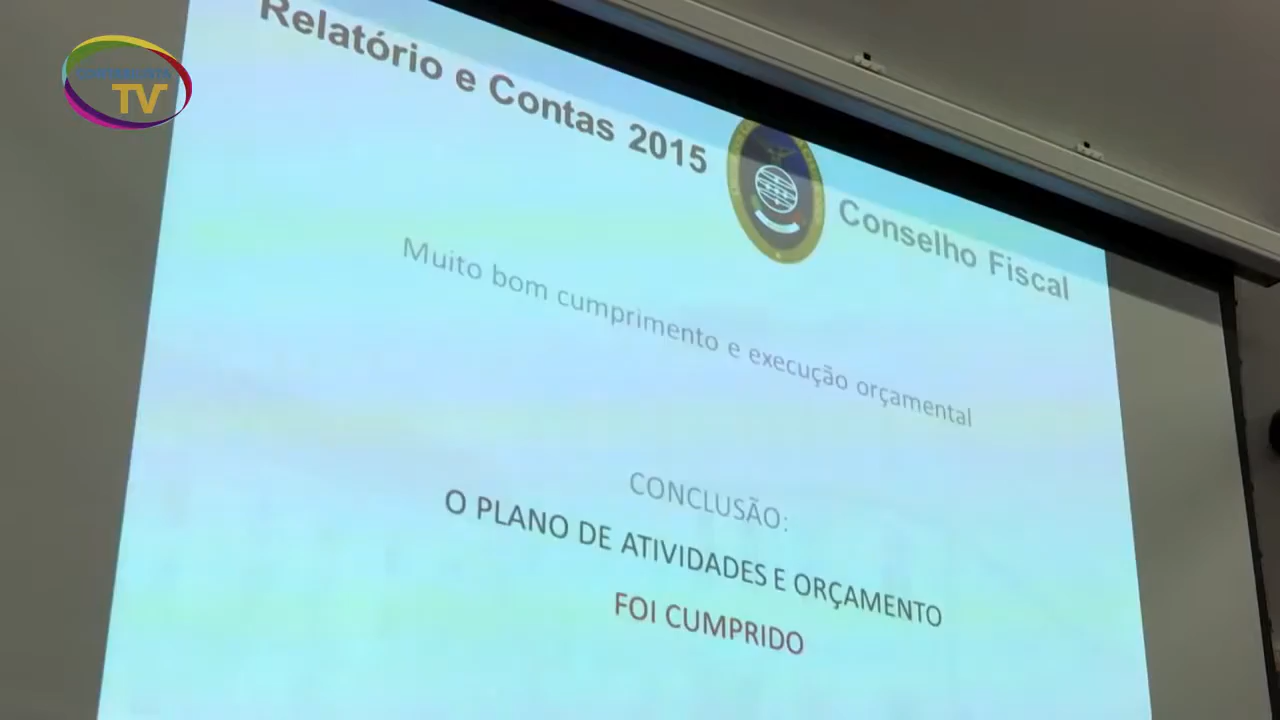 TV
Relatório e Contas 2015
Conselho Fiscal
Muito bom cumprimento e execução orçamental
CONCLUSÃO:
O PLANO DE ATIVIDADES E ORÇAMENTO
FOI CUMPRIDO